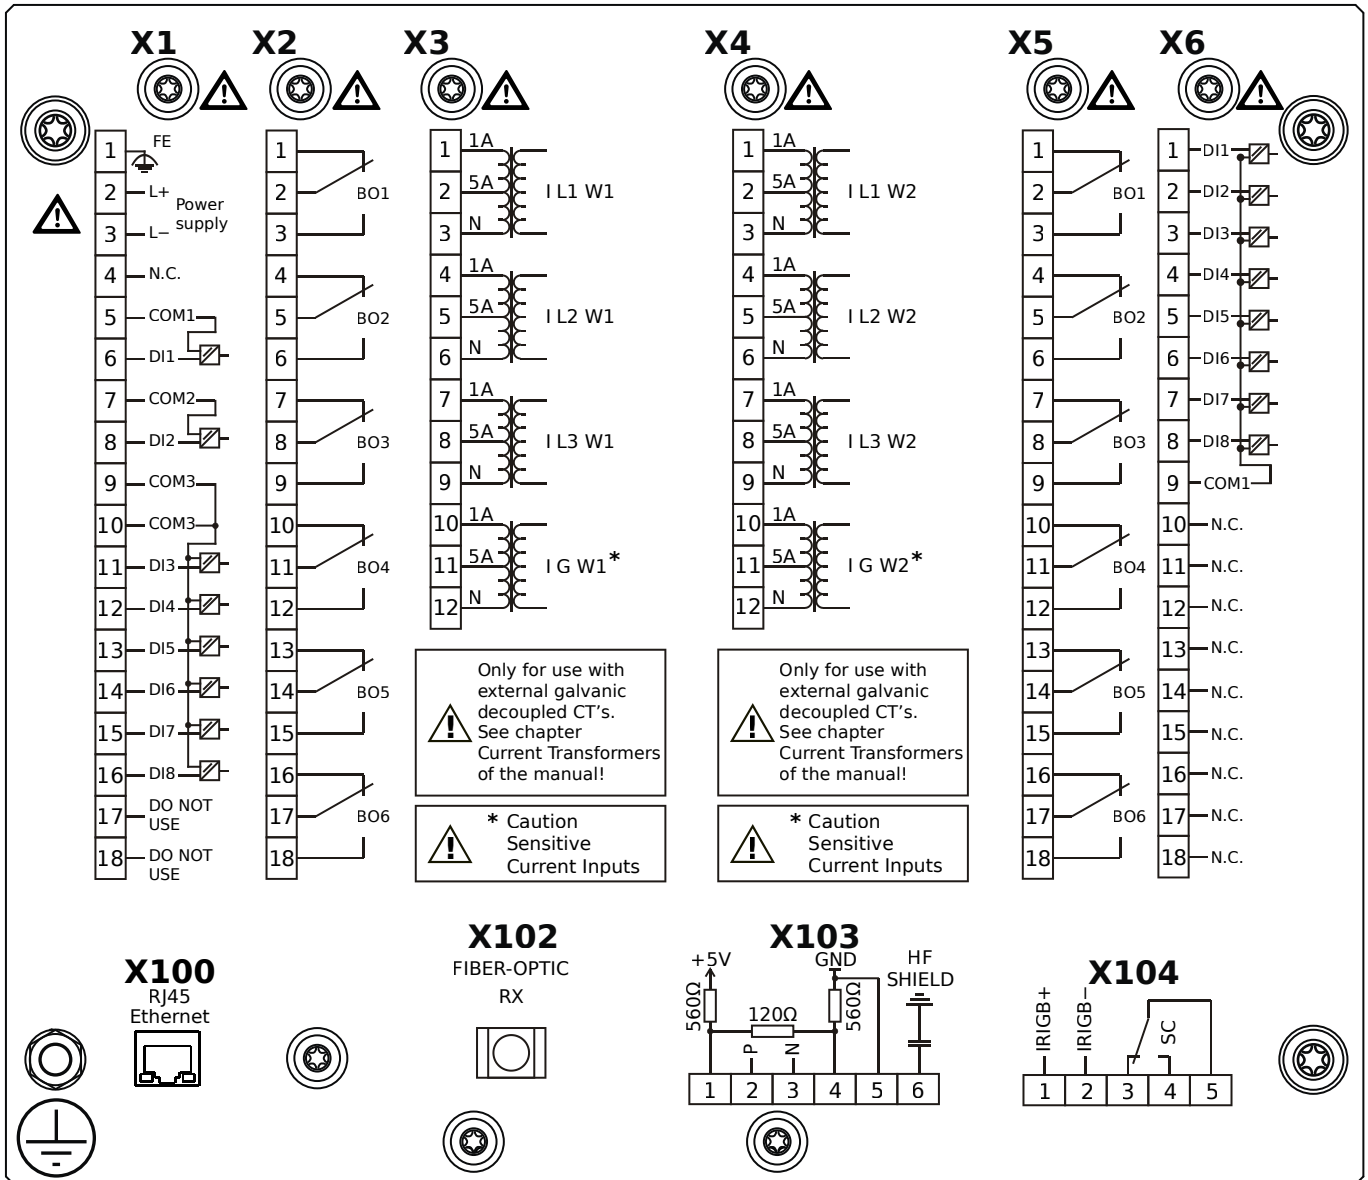 X1
X2
X3
X4
X5
X6
1 FE
2 L+
Power
supply
3 L−
4 N.C.
5 COM1
6 DI1
7 COM2
8 DI2
9 COM3
10 COM3
11 DI3
12 DI4
13 DI5
14 DI6
15 DI7
16 DI8
17 DO NOT
USE
18 DO NOT
USE
1
2 BO1
3
4
5 BO2
6
7
8 BO3
9
10
11 BO4
12
13
14 BO5
15
16
17 BO6
18
1 1A
2 5A I L1 W1
3 N
4 1A
5 5A I L2 W1
6 N
7 1A
8 5A I L3 W1
9 N
10 1A
11 5A I G W1*
12 N
Only for use with
external galvanic
decoupled CT's.
See chapter
Current Transformers
of the manual!
* Caution
Sensitive
Current Inputs
1 1A
2 5A I L1 W2
3 N
4 1A
5 5A I L2 W2
6 N
7 1A
8 5A I L3 W2
9 N
10 1A
11 5A I G W2*
12 N
Only for use with
external galvanic
decoupled CT's.
See chapter
Current Transformers
of the manual!
* Caution
Sensitive
Current Inputs
1
2 BO1
3
4
5 BO2
6
7
8 BO3
9
10
11 BO4
12
13
14 BO5
15
16
17 BO6
18
1 DI1
2 DI2
3 DI3
4 DI4
5 DI5
6 DI6
7 DI7
8 DI8
9 COM1
10 N.C.
11 N.C.
12 N.C.
13 N.C.
14 N.C.
15 N.C.
16 N.C.
17 N.C.
18 N.C.
X100
RJ45
Ethernet
X102
FIBER-OPTIC
RX
X103
+5V GND HF
SHIELD
560Ω 120Ω 560Ω
P N
1 2 3 4 5 6
X104
IRIGB+ IRIGB− SC
1 2 3 4 5